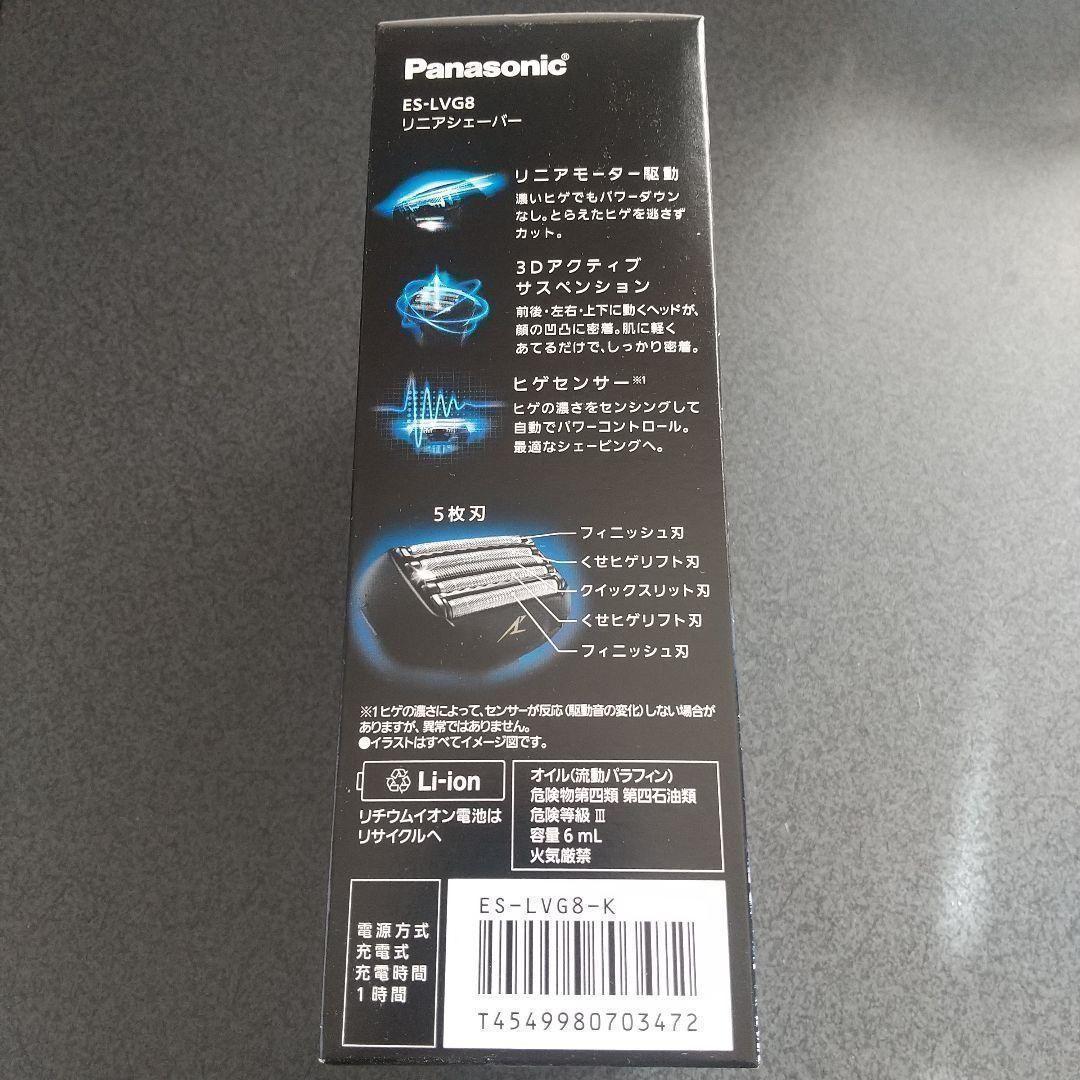 Panasonic®
ES-LVG8
リニアシェーバー
リニアモーター駆動
濃いヒゲでもパワーダウン
なし。とらえたヒゲを逃さず
カット。
3Dアクティブ
サスペンション
前後・左右・上下に動くヘッドが、
顔の凹凸に密着。肌に軽く
あてるだけで、しっかり密着。
ヒゲセンサー※1
ヒゲの濃さをセンシングして
自動でパワーコントロール。
最適なシェービングへ。
5枚刃
フィニッシュ刃
くせヒゲリフト刃
クイックスリット刃
くせヒゲリフト刃
フィニッシュ刃
※1 ヒゲの濃さによって、センサーが反応(駆動音の変化)しない場合が
ありますが、異常ではありません。
●イラストはすべてイメージ図です。
Li-ion
リチウムイオン電池は
リサイクルへ
オイル(流動パラフィン)
危険物第四類 第四石油類
危険等級 Ⅲ
容量 6 mL
火気厳禁
電源方式
充電式
充電時間
1時間
ES-LVG8-K
T4549980703472